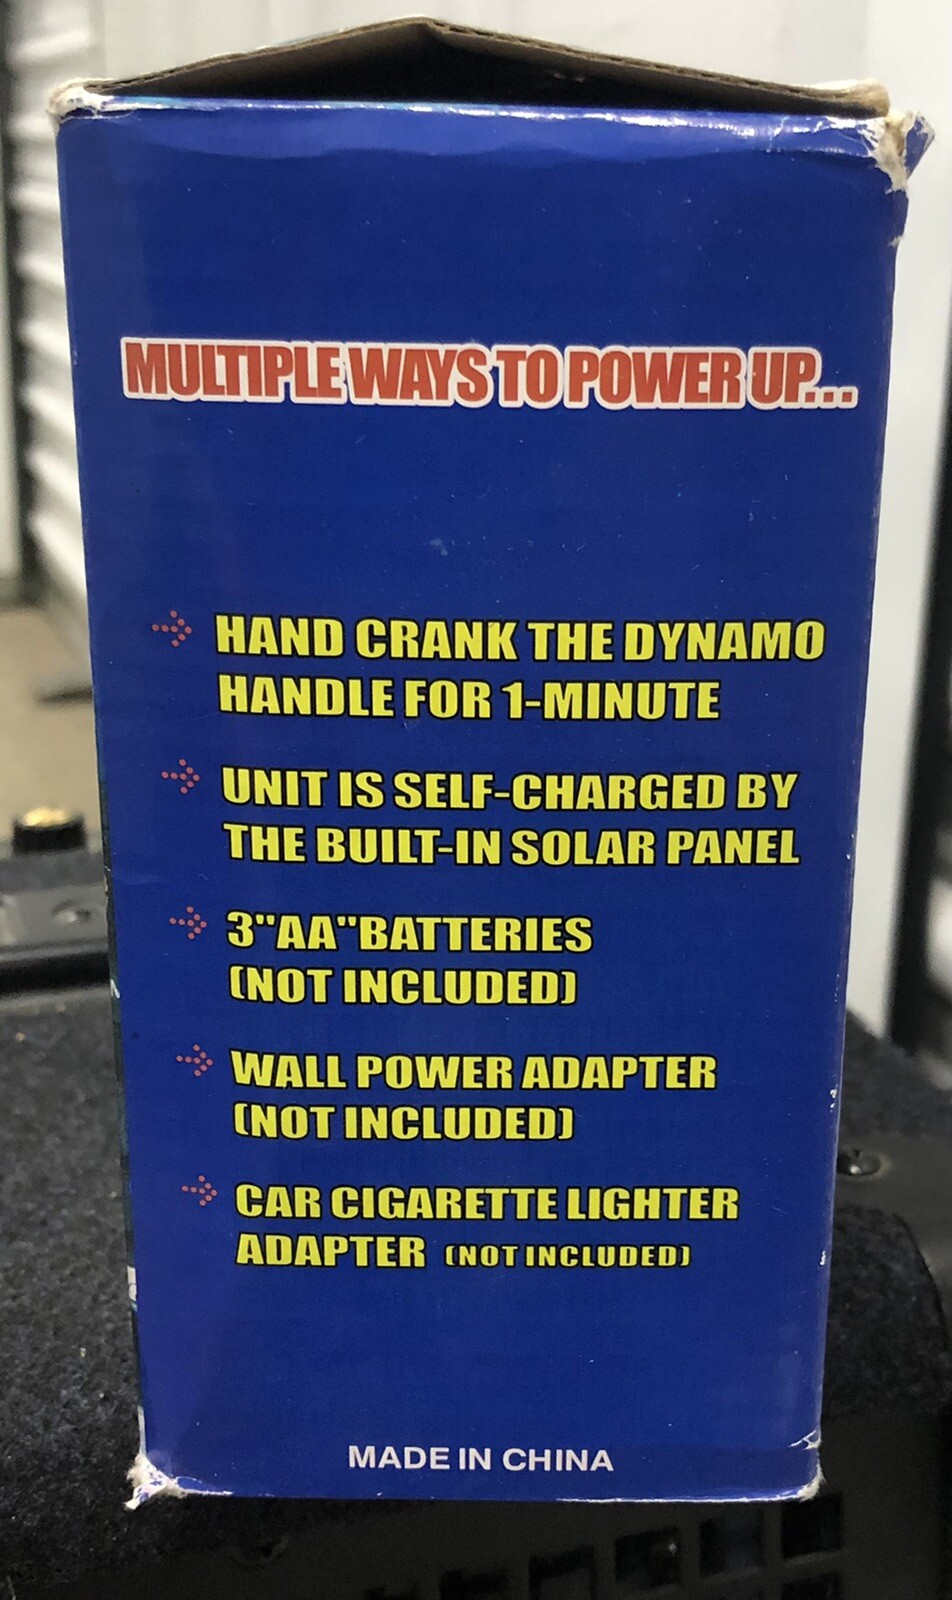 MULTIPLE WAYS TO POWER UP...
HAND CRANK THE DYNAMO
HANDLE FOR 1-MINUTE
UNIT IS SELF-CHARGED BY
THE BUILT-IN SOLAR PANEL
3"AA"BATTERIES
(NOT INCLUDED)
WALL POWER ADAPTER
(NOT INCLUDED)
CAR CIGARETTE LIGHTER
ADAPTER (NOT INCLUDED)
MADE IN CHINA